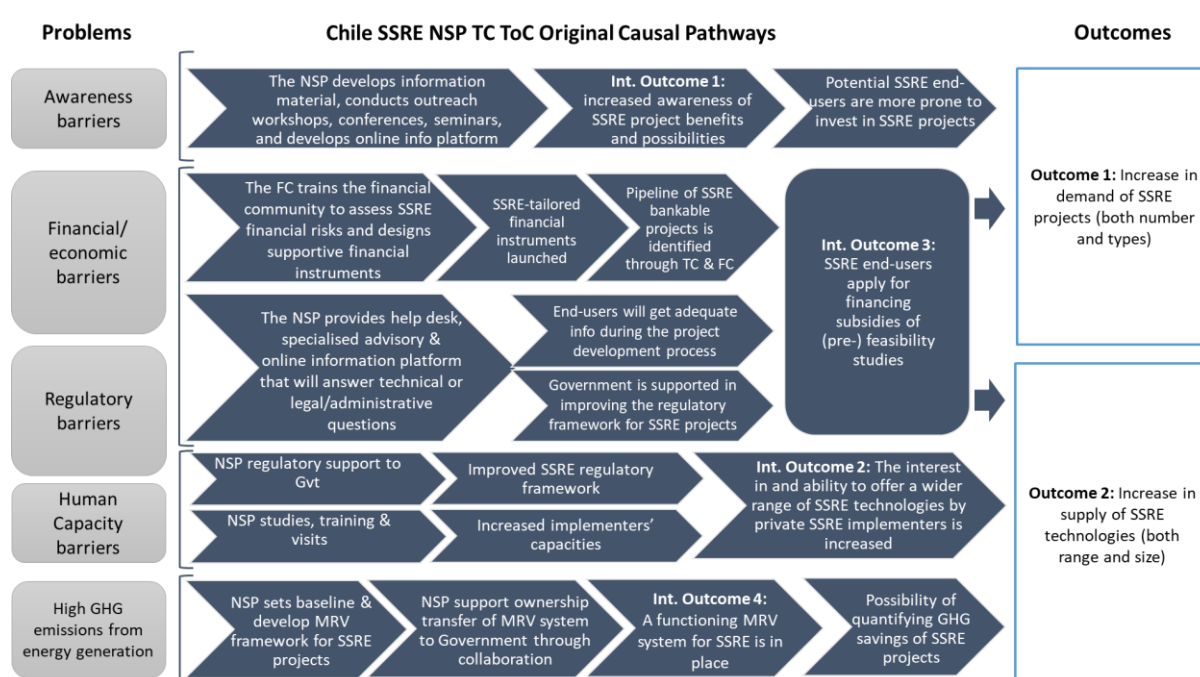 Problems
Chile SSRE NSP TC ToC Original Causal Pathways
Outcomes
Awareness
barriers
The NSP develops information
material, conducts outreach
workshops, conferences, seminars,
and develops online info platform
Int. Outcome 1:
increased awareness of
SSRE project benefits
and possibilities
Potential SSRE end-
users are more prone to
invest in SSRE projects
Financial/
economic
barriers
The FC trains the financial
community to assess SSRE
financial risks and designs
supportive financial
instruments
SSRE-tailored
financial
instruments
launched
Pipeline of SSRE
bankable
projects is
identified
through TC & FC
Int. Outcome 3:
SSRE end-users
apply for
financing
subsidies of
(pre-) feasibility
studies
Outcome 1: Increase in
demand of SSRE
projects (both number
and types)
Regulatory
barriers
The NSP provides help desk,
specialised advisory &
online information platform
that will answer technical or
legal/administrative
questions
End-users will get adequate
info during the project
development process
Government is supported in
improving the regulatory
framework for SSRE projects
Human
Capacity
barriers
NSP regulatory support to
Gvt
Improved SSRE regulatory
framework
NSP studies, training &
visits
Increased implementers’
capacities
Int. Outcome 2: The interest
in and ability to offer a wider
range of SSRE technologies by
private SSRE implementers is
increased
Outcome 2: Increase in
supply of SSRE
technologies (both
range and size)
High GHG
emissions from
energy generation
NSP sets baseline &
develop MRV
framework for SSRE
projects
NSP support ownership
transfer of MRV system
to Government through
collaboration
Int. Outcome 4:
A functioning MRV
system for SSRE is in
place
Possibility of
quantifying GHG
savings of SSRE
projects